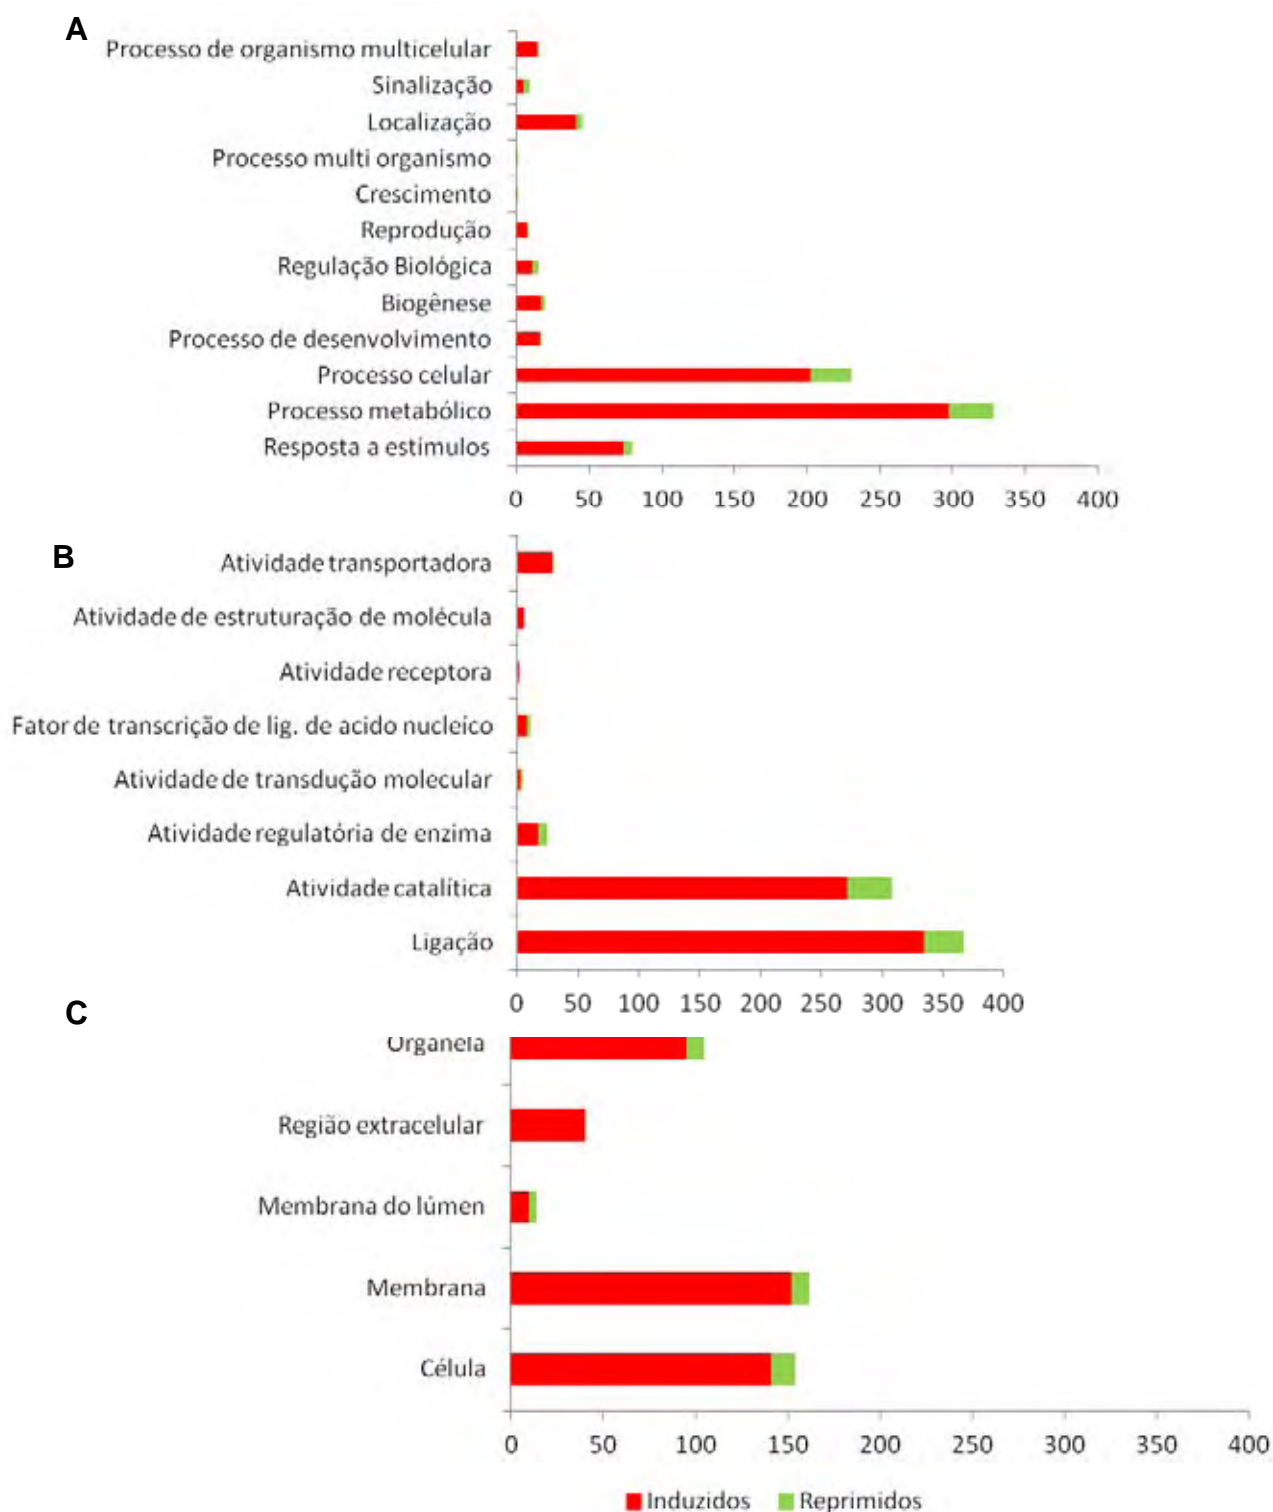 A
Processo de organismo multicelular
Sinalização
Localização
Processo multi organismo
Crescimento
Reprodução
Regulação Biológica
Biogênese
Processo de desenvolvimento
Processo celular
Processo metabólico
Resposta a estímulos
0 50 100 150 200 250 300 350 400
B
Atividade transportadora
Atividade de estruturação de molécula
Atividade receptora
Fator de transcrição de lig. de acido nucleíco
Atividade de transdução molecular
Atividade regulatória de enzima
Atividade catalítica
Ligação
0 50 100 150 200 250 300 350 400
C
Organela
Região extracelular
Membrana do lúmen
Membrana
Célula
0 50 100 150 200 250 300 350 400
Induzidos Reprimidos